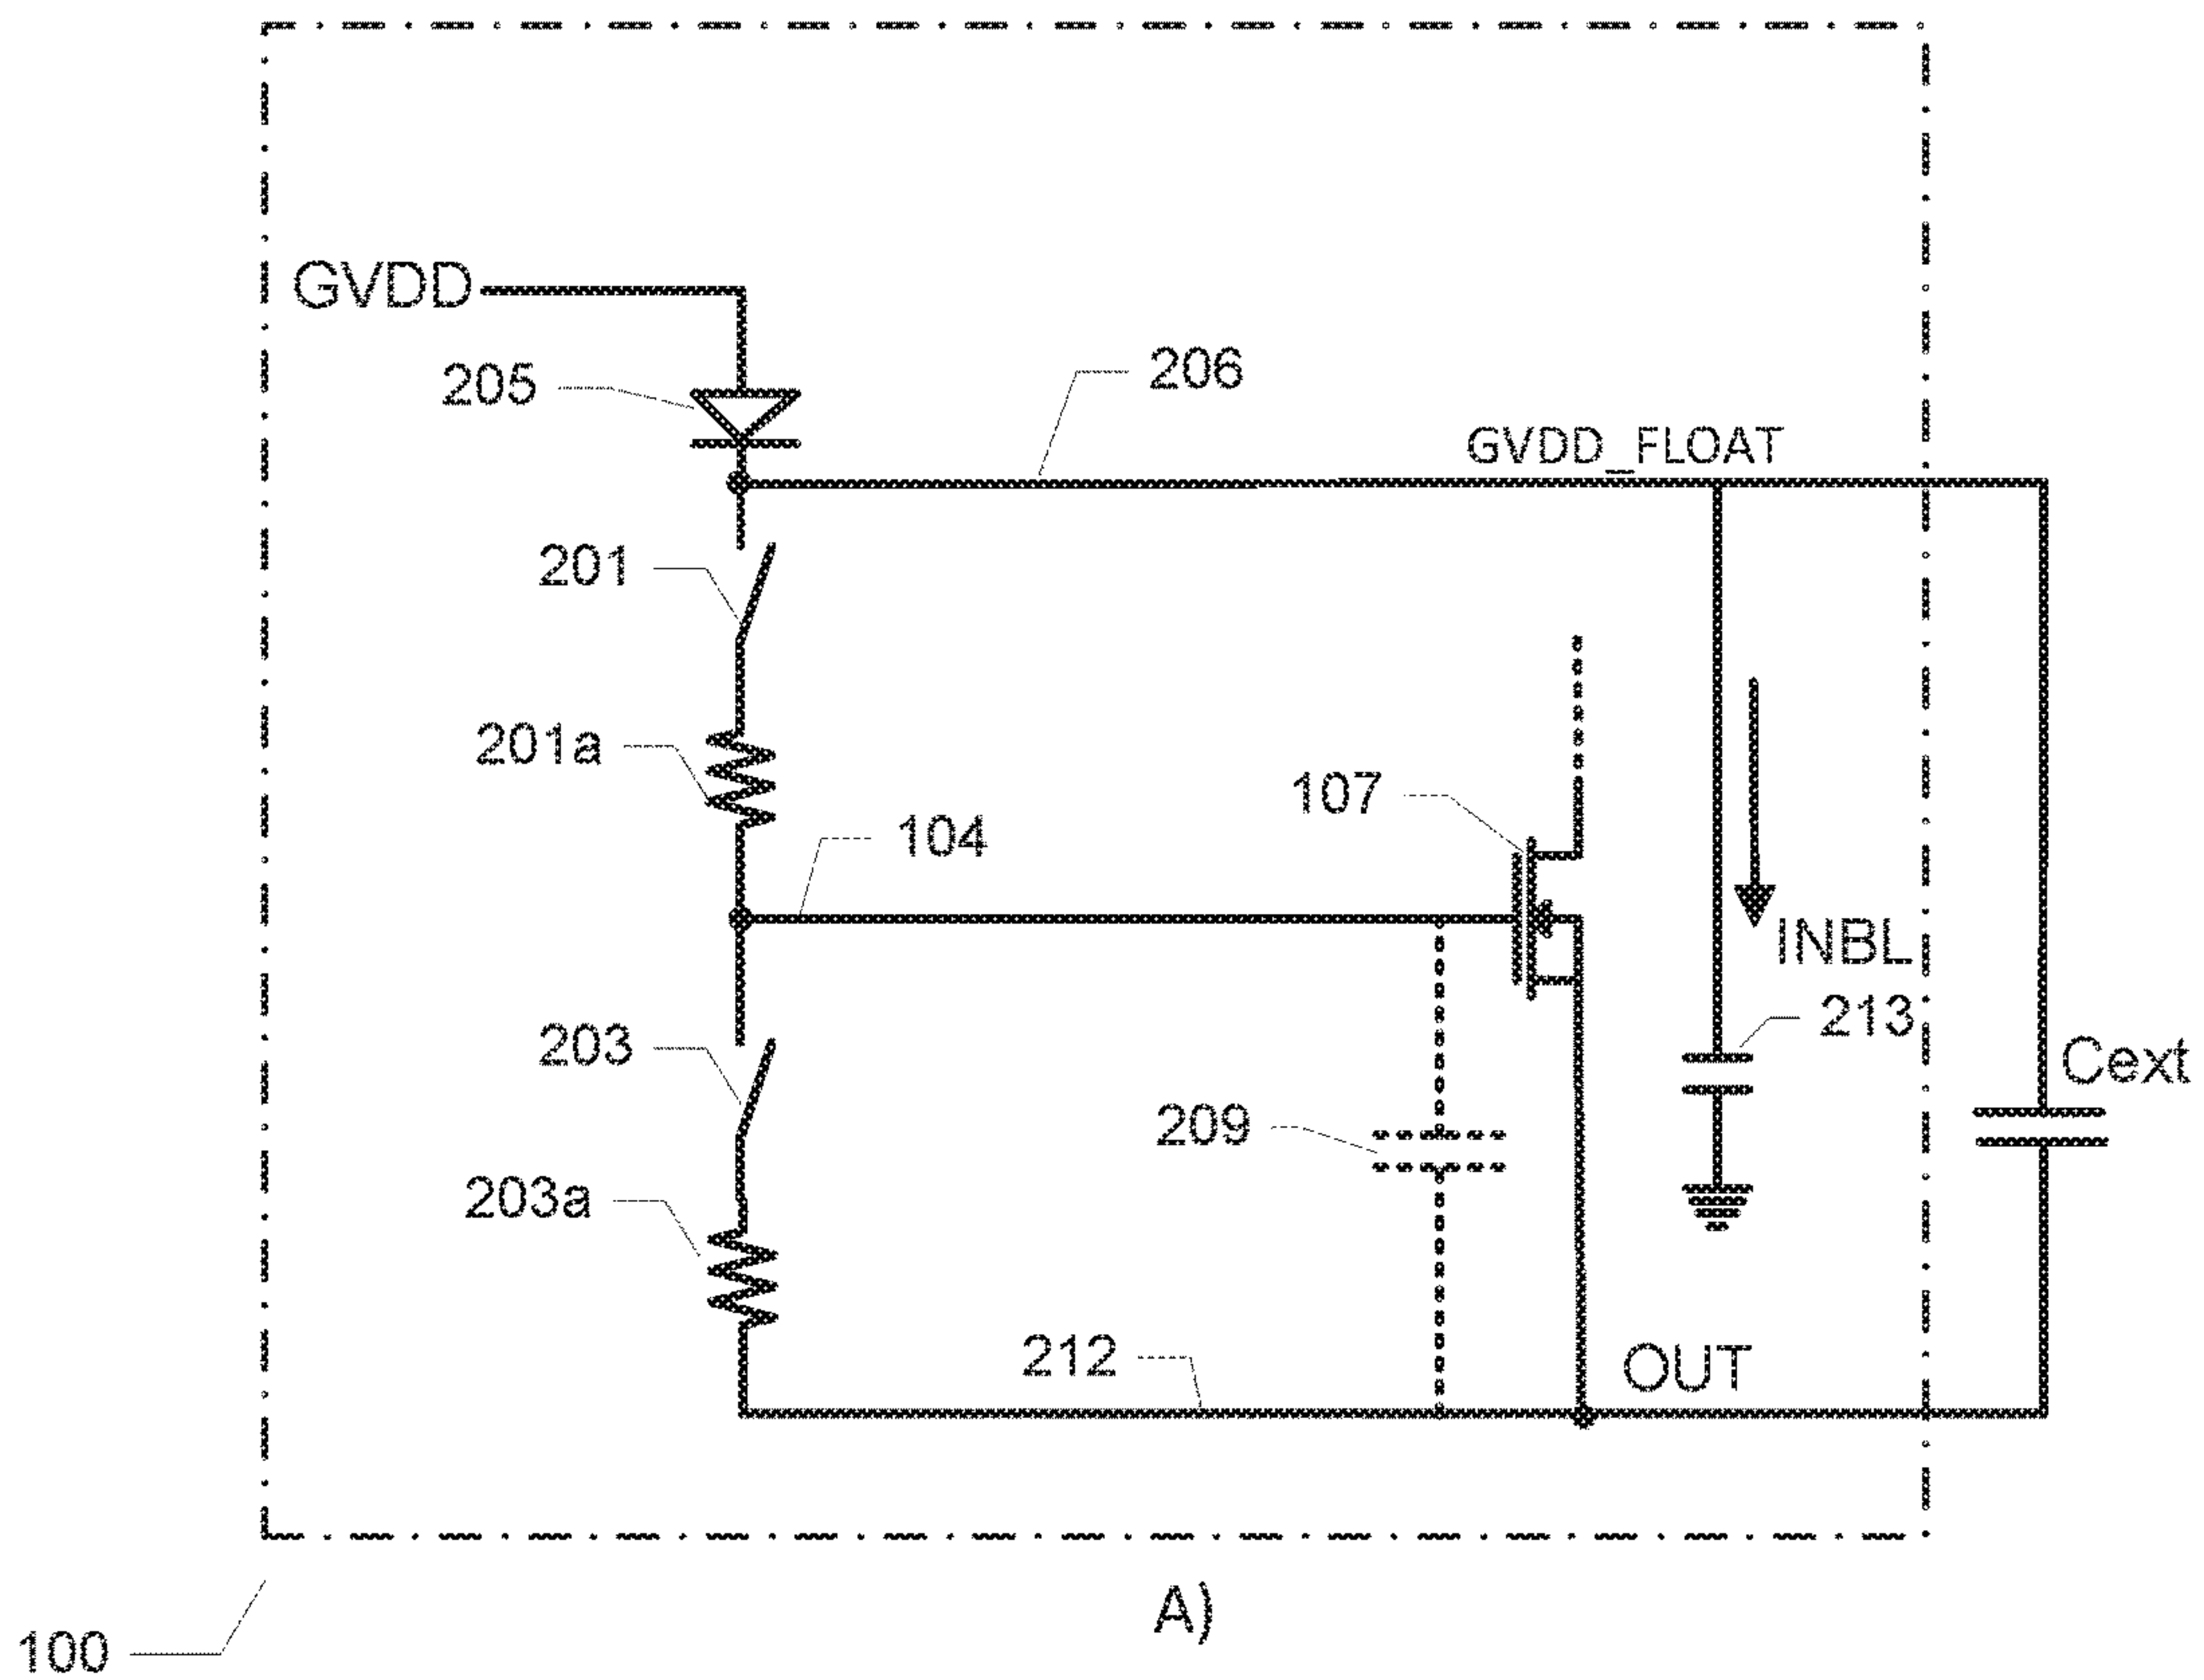 GVDD
205
206
GVDD_FLOAT
201
201a
107
104
INBL
213
203
Cext
209
203a
212
OUT
A)
100